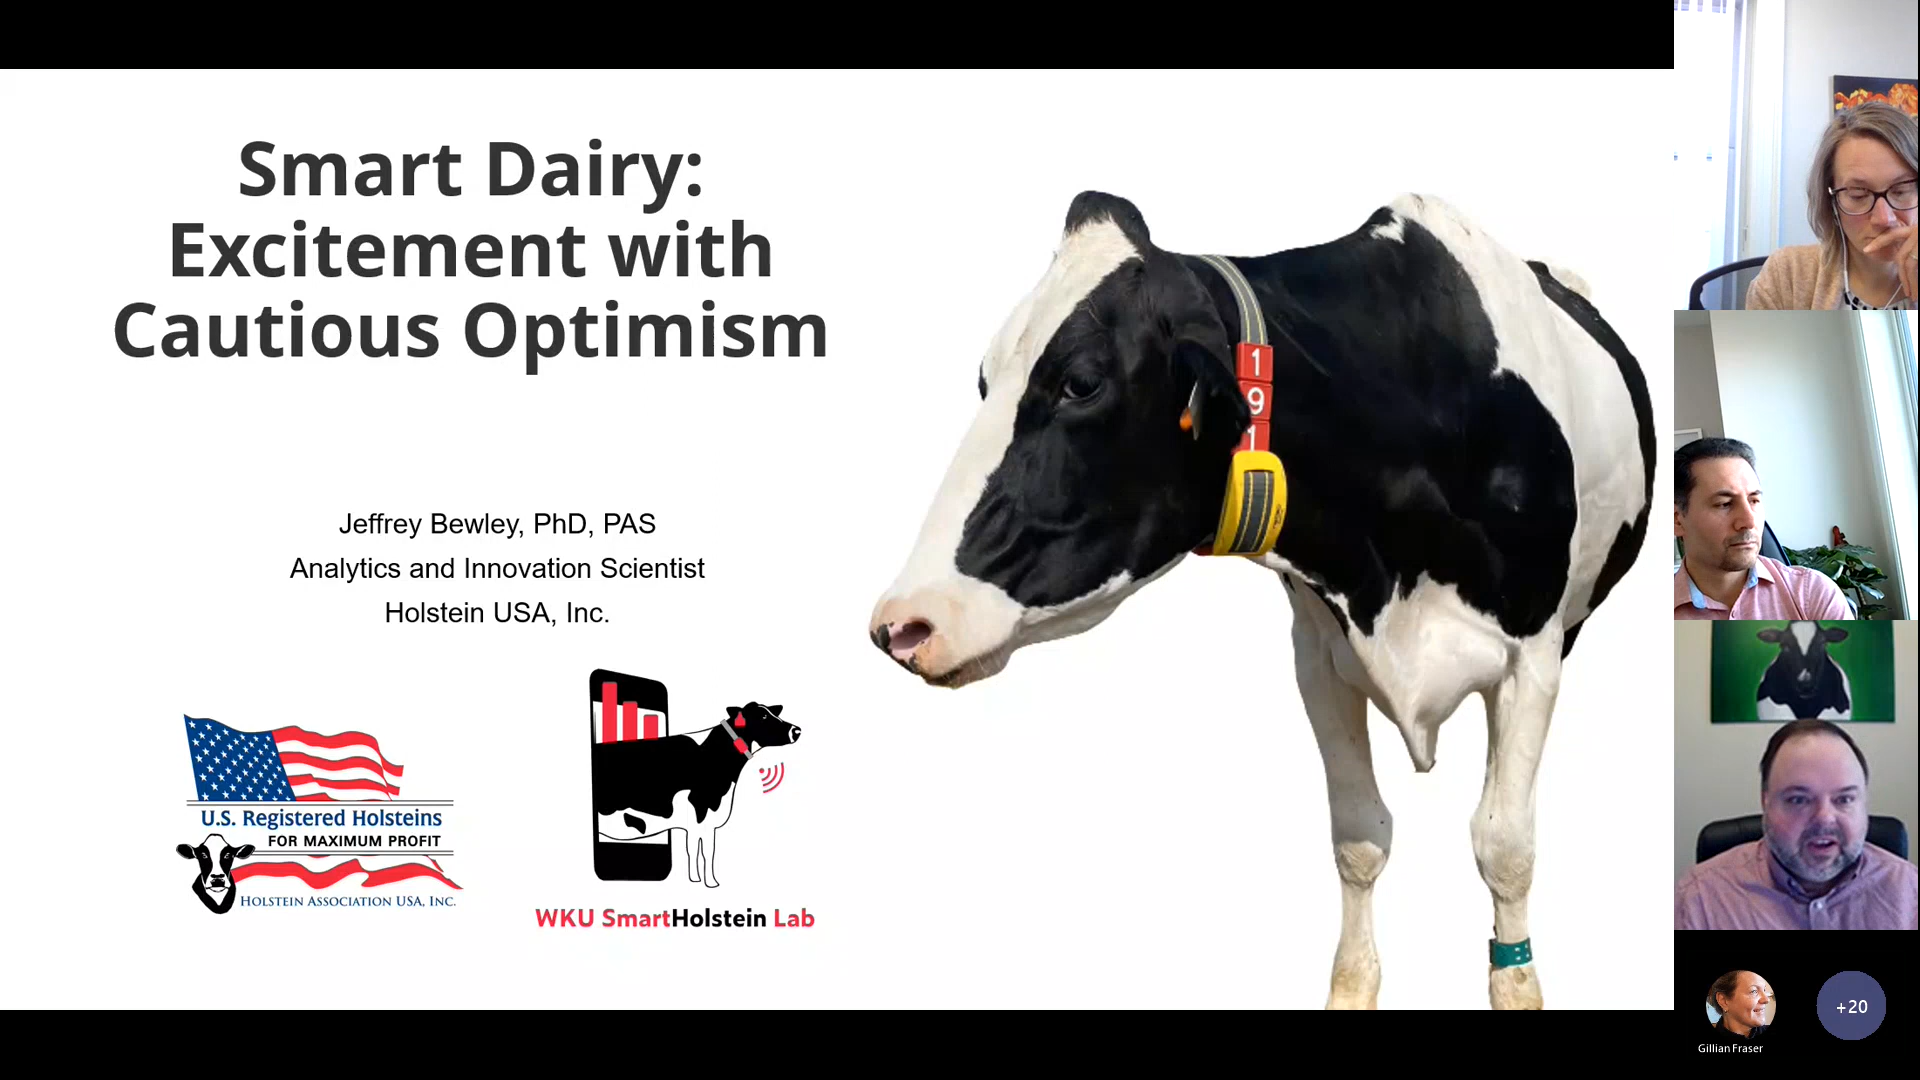 Smart Dairy:
Excitement with
Cautious Optimism
Jeffrey Bewley, PhD, PAS
Analytics and Innovation Scientist
Holstein USA, Inc.
U.S. Registered Holsteins
FOR MAXIMUM PROFIT
HOLSTEIN ASSOCIATION USA, INC.
WKU SmartHolstein Lab
1
9
1
+20
Gillian Fraser